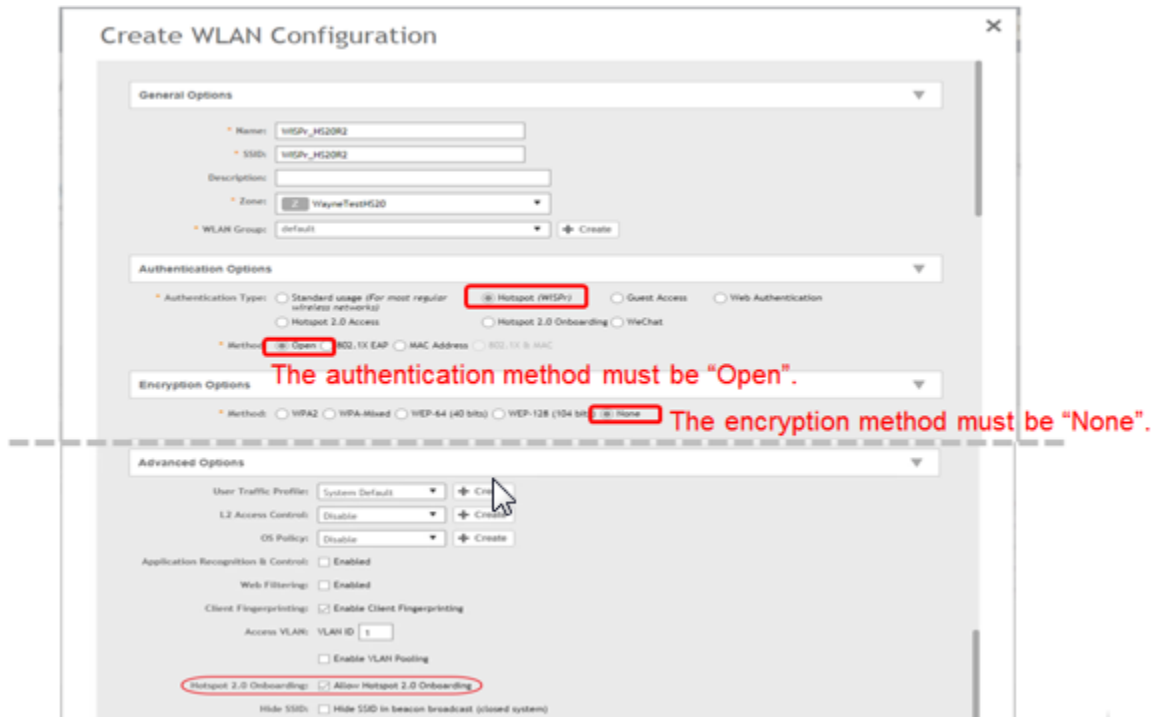 Create WLAN Configuration
General Options
* Name: WISPr_HS20R2
* SSID: WISPr_HS20R2
Description:
* Zone: Z WayneTestHS20
* WLAN Group: default + Create
Authentication Options
* Authentication Type: Standard usage (For most regular wireless networks) Hotspot (WISPr) Guest Access Web Authentication
Hotspot 2.0 Access Hotspot 2.0 Onboarding WeChat
* Method: Open 802.1X EAP MAC Address 802.1X & MAC
The authentication method must be “Open”.
Encryption Options
* Method: WPA2 WPA-Mixed WEP-64 (40 bits) WEP-128 (104 bits) None
The encryption method must be “None”.
Advanced Options
User Traffic Profile: System Default + Create
L2 Access Control: Disable + Create
OS Policy: Disable + Create
Application Recognition & Control: Enabled
Web Filtering: Enabled
Client Fingerprinting: Enable Client Fingerprinting
Access VLAN: VLAN ID 1
Enable VLAN Pooling
Hotspot 2.0 Onboarding: Allow Hotspot 2.0 Onboarding
Hide SSID: Hide SSID in beacon broadcast (closed system)